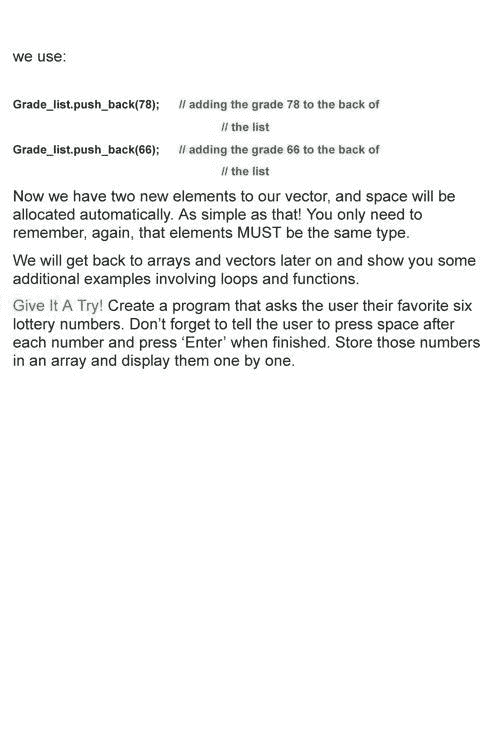 we use:
Grade_list.push_back(78); // adding the grade 78 to the back of
// the list
Grade_list.push_back(66); // adding the grade 66 to the back of
// the list
Now we have two new elements to our vector, and space will be
allocated automatically. As simple as that! You only need to
remember, again, that elements MUST be the same type.
We will get back to arrays and vectors later on and show you some
additional examples involving loops and functions.
Give It A Try! Create a program that asks the user their favorite six
lottery numbers. Don’t forget to tell the user to press space after
each number and press ‘Enter’ when finished. Store those numbers
in an array and display them one by one.